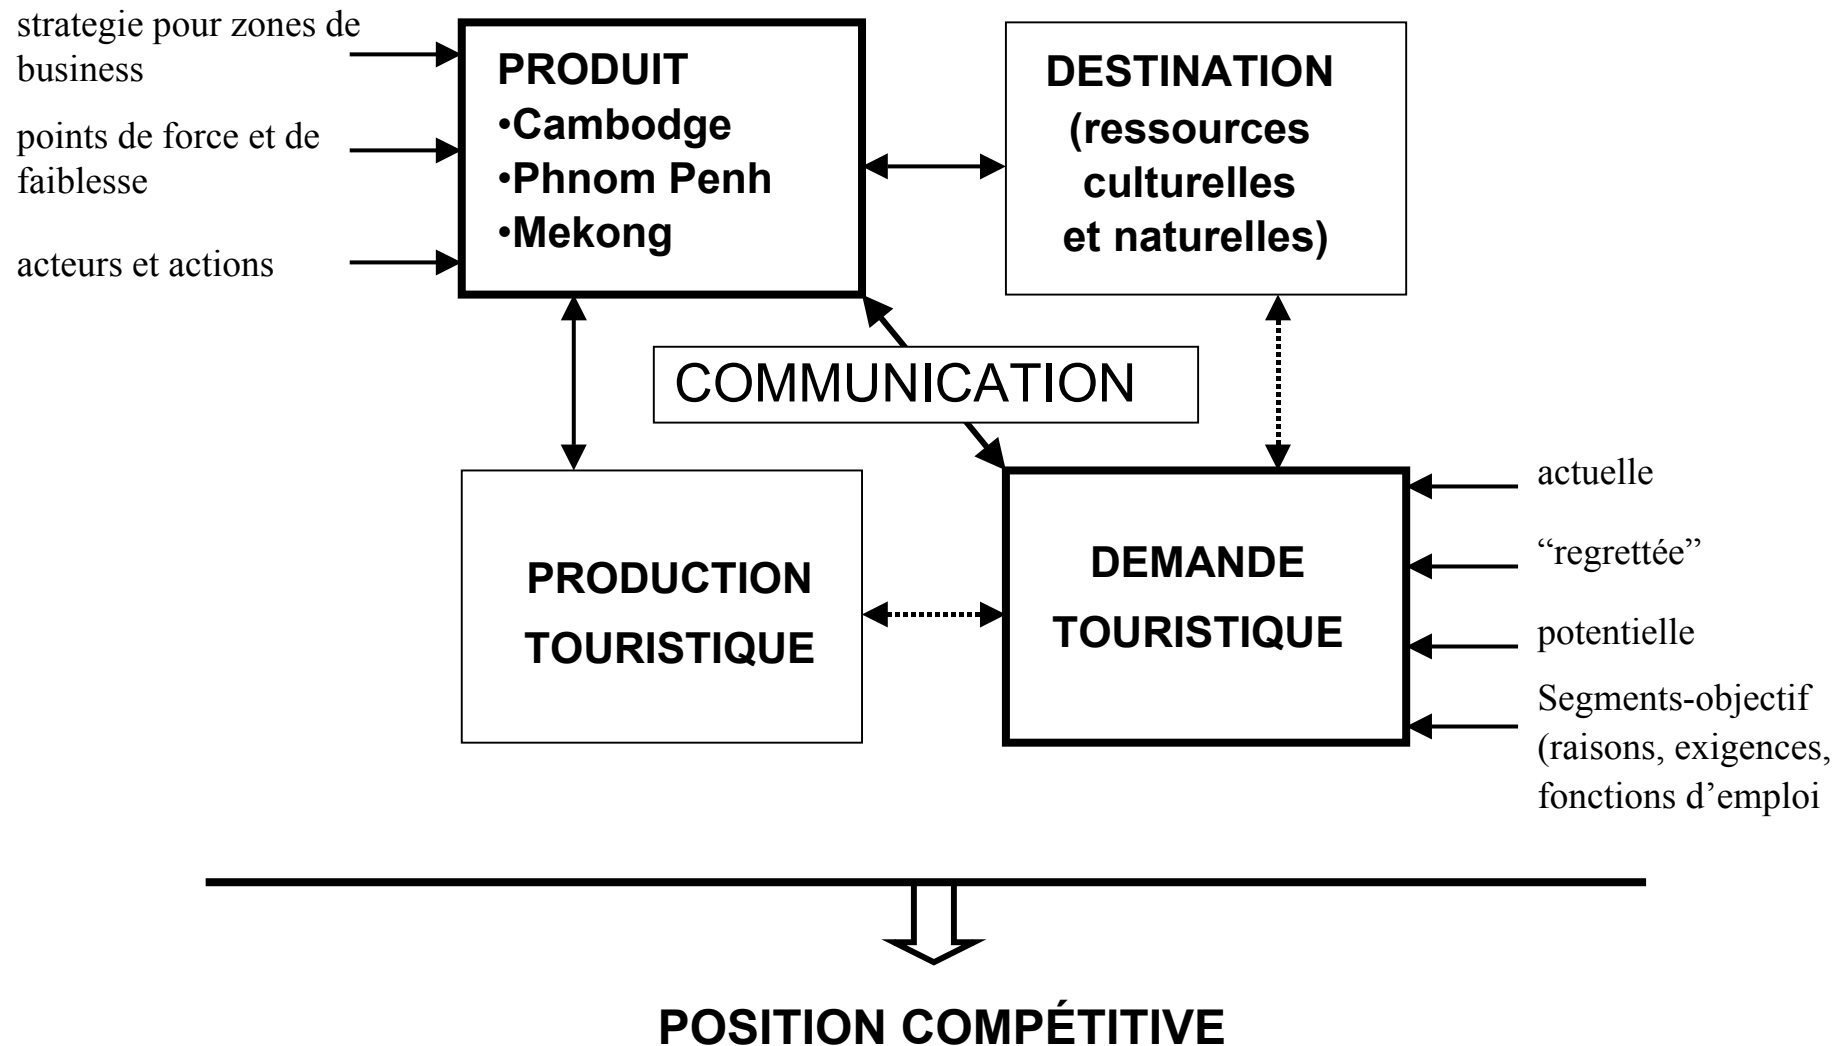 strategie pour zones de
business
points de force et de
faiblesse
acteurs et actions
PRODUIT
•Cambodge
•Phnom Penh
•Mekong
DESTINATION
(ressources
culturelles
et naturelles)
COMMUNICATION
PRODUCTION
TOURISTIQUE
DEMANDE
TOURISTIQUE
actuelle
“regrettée”
potentielle
Segments-objectif
(raisons, exigences,
fonctions d’emploi
POSITION COMPÉTITIVE